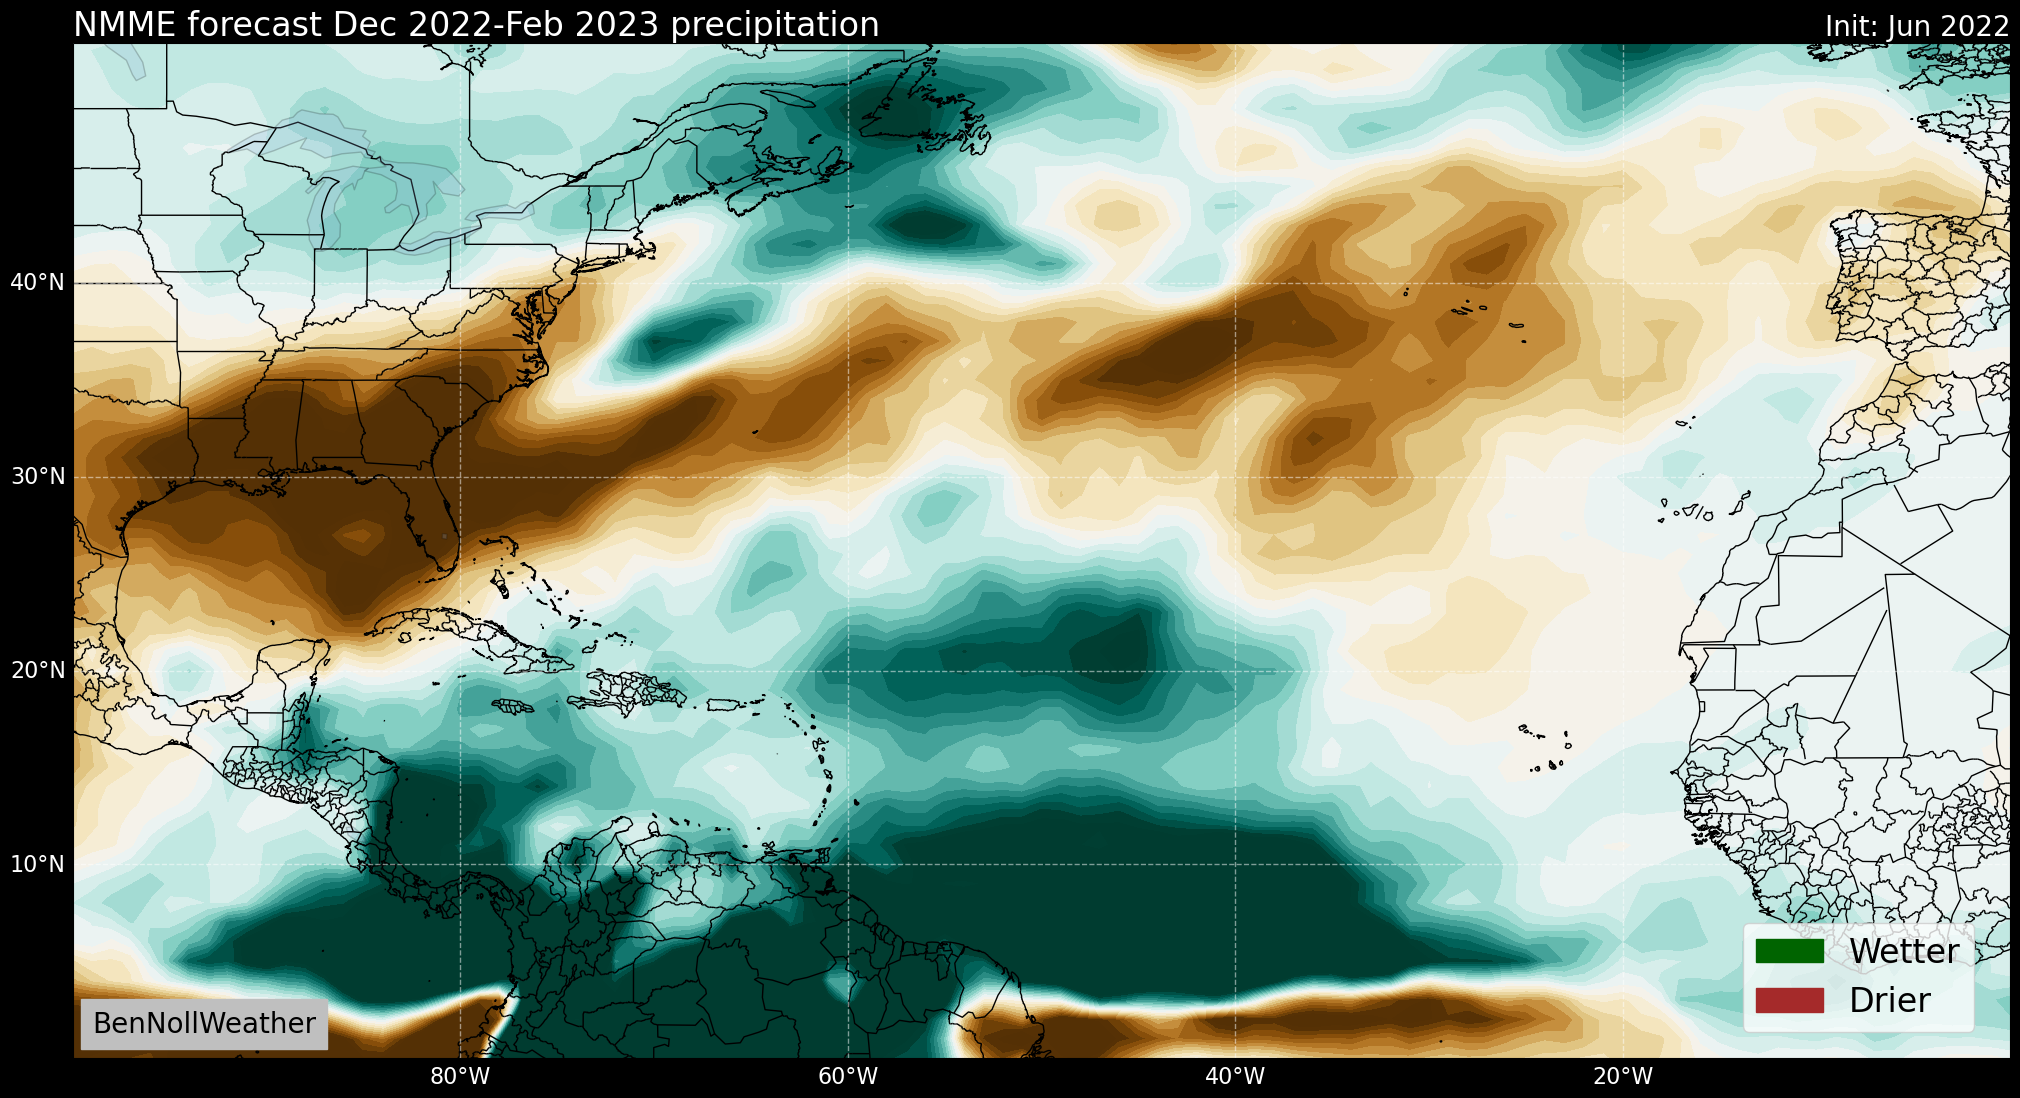 NMME forecast Dec 2022-Feb 2023 precipitation
Init: Jun 2022
40°N
30°N
20°N
10°N
Wetter
Drier
BenNollWeather
80°W
60°W
40°W
20°W